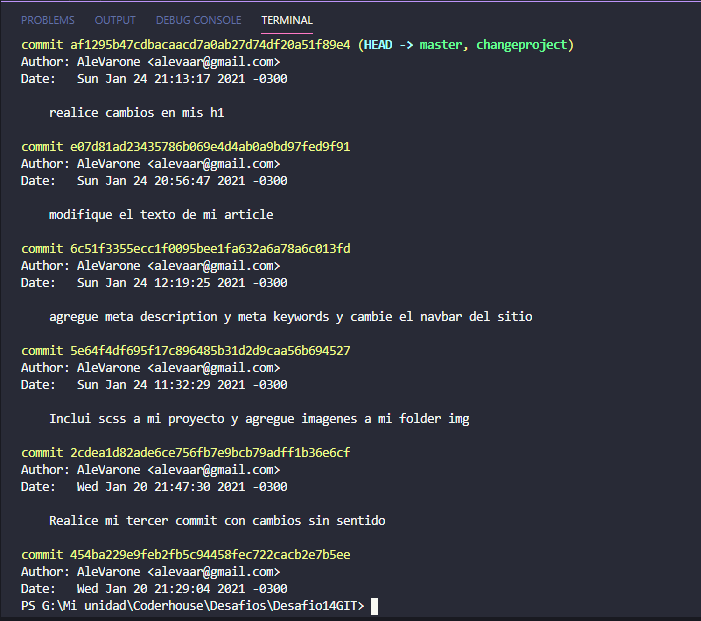 PROBLEMS OUTPUT DEBUG CONSOLE TERMINAL
commit af1295b47cdbacaacd7a0ab27d74df20a51f89e4 (HEAD -> master, changeproject)
Author: AleVarone <alevaar@gmail.com>
Date:   Sun Jan 24 21:13:17 2021 -0300
    realice cambios en mis h1
commit e07d81ad23435786b069e4d4ab0a9bd97fed9f91
Author: AleVarone <alevaar@gmail.com>
Date:   Sun Jan 24 20:56:47 2021 -0300
    modifique el texto de mi article
commit 6c51f3355ecc1f0095bee1fa632a6a78a6c013fd
Author: AleVarone <alevaar@gmail.com>
Date:   Sun Jan 24 12:19:25 2021 -0300
    agregue meta description y meta keywords y cambie el navbar del sitio
commit 5e64f4df695f17c896485b31d2d9caa56b694527
Author: AleVarone <alevaar@gmail.com>
Date:   Sun Jan 24 11:32:29 2021 -0300
    Inclui scss a mi proyecto y agregue imagenes a mi folder img
commit 2cdea1d82ade6ce756fb7e9bcb79adff1b36e6cf
Author: AleVarone <alevaar@gmail.com>
Date:   Wed Jan 20 21:47:30 2021 -0300
    Realice mi tercer commit con cambios sin sentido
commit 454ba229e9feb2fb5c94458fec722cacb2e7b5ee
Author: AleVarone <alevaar@gmail.com>
Date:   Wed Jan 20 21:29:04 2021 -0300
PS G:\Mi unidad\Coderhouse\Desafios\Desafio14GIT>